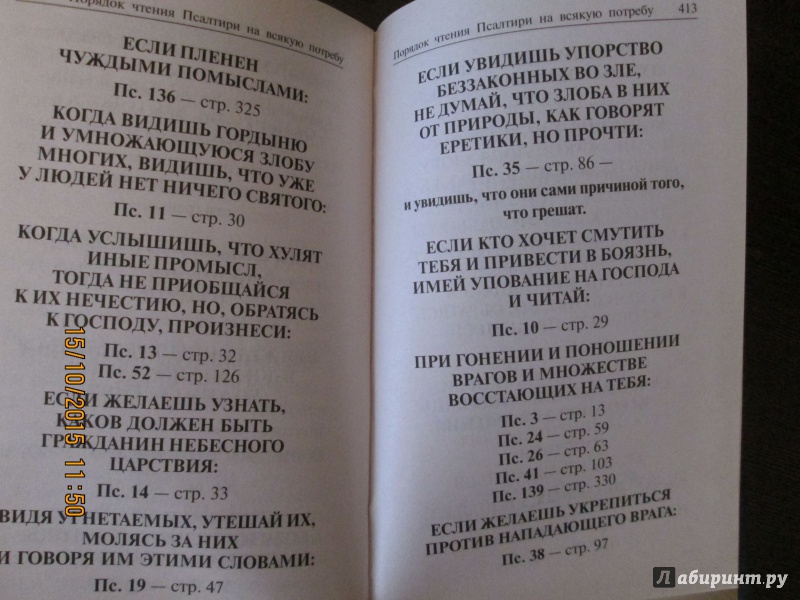 Порядок чтения Псалтири на всякую потребу
ЕСЛИ ПЛЕНЕН
ЧУЖДЫМИ ПОМЫСЛАМИ:
Пс. 136 — стр. 325
КОГДА ВИДИШЬ ГОРДЫНЮ
И УМНОЖАЮЩУЮСЯ ЗЛОБУ
МНОГИХ, ВИДИШЬ, ЧТО УЖЕ
У ЛЮДЕЙ НЕТ НИЧЕГО СВЯТОГО:
Пс. 11 — стр. 30
КОГДА УСЛЫШИШЬ, ЧТО ХУЛЯТ
ИНЫЕ ПРОМЫСЛ,
ТОГДА НЕ ПРИОБЩАЙСЯ
К ИХ НЕЧЕСТИЮ, НО, ОБРАТЯСЬ
К ГОСПОДУ, ПРОИЗНЕСИ:
Пс. 13 — стр. 32
Пс. 52 — стр. 126
ЕСЛИ ЖЕЛАЕШЬ УЗНАТЬ,
КАКОВ ДОЛЖЕН БЫТЬ
ГРАЖДАНИН НЕБЕСНОГО
ЦАРСТВИЯ:
Пс. 14 — стр. 33
ВИДЯ УГНЕТАЕМЫХ, УТЕШАЙ ИХ,
МОЛЯСЬ ЗА НИХ
И ГОВОРЯ ИМ ЭТИМИ СЛОВАМИ:
Пс. 19 — стр. 47
15/10/2015 11:50
Порядок чтения Псалтири на всякую потребу 413
ЕСЛИ УВИДИШЬ УПОРСТВО
БЕЗЗАКОННЫХ ВО ЗЛЕ,
НЕ ДУМАЙ, ЧТО ЗЛОБА В НИХ
ОТ ПРИРОДЫ, КАК ГОВОРЯТ
ЕРЕТИКИ, НО ПРОЧТИ:
Пс. 35 — стр. 86 —
и увидишь, что они сами причиной того,
что грешат.
ЕСЛИ КТО ХОЧЕТ СМУТИТЬ
ТЕБЯ И ПРИВЕСТИ В БОЯЗНЬ,
ИМЕЙ УПОВАНИЕ НА ГОСПОДА
И ЧИТАЙ:
Пс. 10 — стр. 29
ПРИ ГОНЕНИИ И ПОНОШЕНИИ
ВРАГОВ И МНОЖЕСТВЕ
ВОССТАЮЩИХ НА ТЕБЯ:
Пс. 3 — стр. 13
Пс. 24 — стр. 59
Пс. 26 — стр. 63
Пс. 41 — стр. 103
Пс. 139 — стр. 330
ЕСЛИ ЖЕЛАЕШЬ УКРЕПИТЬСЯ
ПРОТИВ НАПАДАЮЩЕГО ВРАГА:
Пс. 38 — стр. 97
Лабиринт.ру